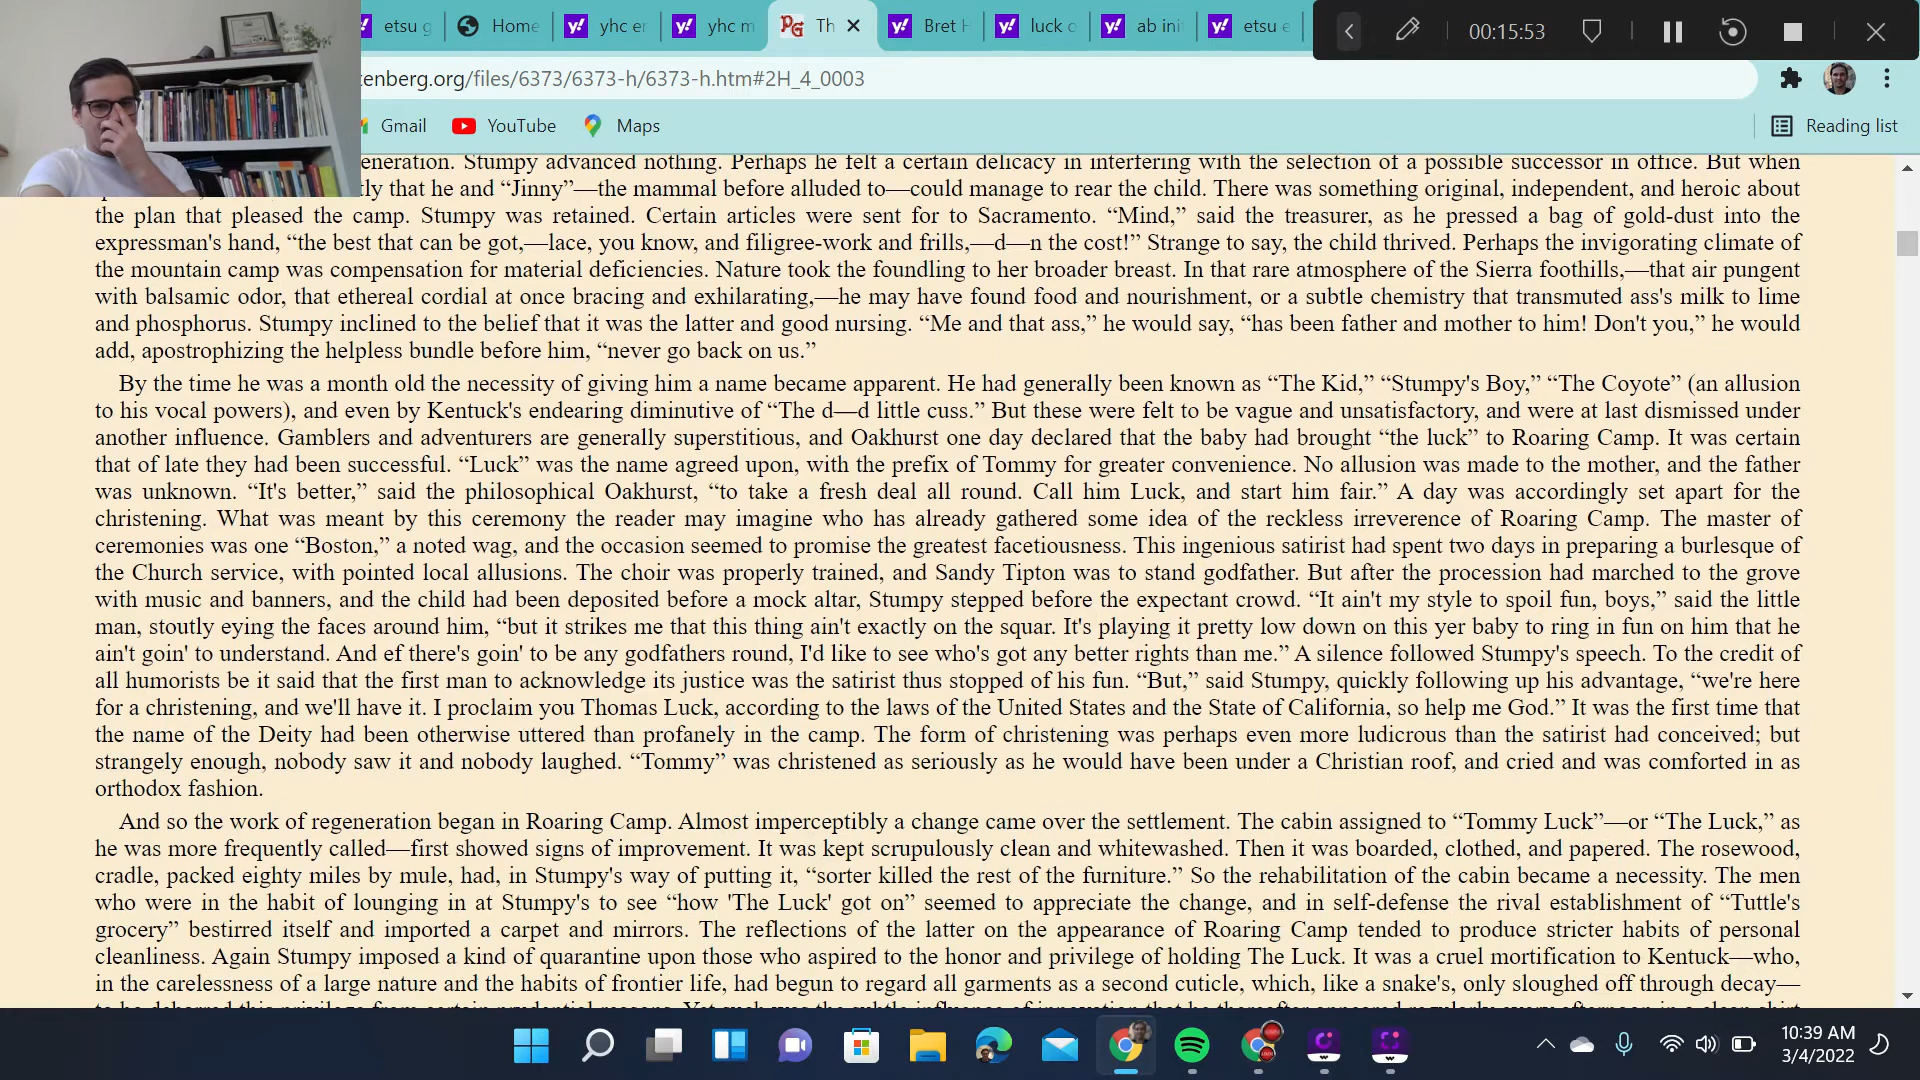 etsu g
Home
yhc er
yhc m
Th
Bret H
luck o
ab init
etsu e
00:15:53
tenberg.org/files/6373/6373-h/6373-h.htm#2H_4_0003
Gmail
YouTube
Maps
Reading list
eneration. Stumpy advanced nothing. Perhaps he felt a certain delicacy in interfering with the selection of a possible successor in office. But when
tly that he and “Jinny”—the mammal before alluded to—could manage to rear the child. There was something original, independent, and heroic about
the plan that pleased the camp. Stumpy was retained. Certain articles were sent for to Sacramento. “Mind,” said the treasurer, as he pressed a bag of gold-dust into the
expressman's hand, “the best that can be got,—lace, you know, and filigree-work and frills,—d—n the cost!” Strange to say, the child thrived. Perhaps the invigorating climate of
the mountain camp was compensation for material deficiencies. Nature took the foundling to her broader breast. In that rare atmosphere of the Sierra foothills,—that air pungent
with balsamic odor, that ethereal cordial at once bracing and exhilarating,—he may have found food and nourishment, or a subtle chemistry that transmuted ass's milk to lime
and phosphorus. Stumpy inclined to the belief that it was the latter and good nursing. “Me and that ass,” he would say, “has been father and mother to him! Don't you,” he would
add, apostrophizing the helpless bundle before him, “never go back on us.”
By the time he was a month old the necessity of giving him a name became apparent. He had generally been known as “The Kid,” “Stumpy's Boy,” “The Coyote” (an allusion
to his vocal powers), and even by Kentuck's endearing diminutive of “The d—d little cuss.” But these were felt to be vague and unsatisfactory, and were at last dismissed under
another influence. Gamblers and adventurers are generally superstitious, and Oakhurst one day declared that the baby had brought “the luck” to Roaring Camp. It was certain
that of late they had been successful. “Luck” was the name agreed upon, with the prefix of Tommy for greater convenience. No allusion was made to the mother, and the father
was unknown. “It's better,” said the philosophical Oakhurst, “to take a fresh deal all round. Call him Luck, and start him fair.” A day was accordingly set apart for the
christening. What was meant by this ceremony the reader may imagine who has already gathered some idea of the reckless irreverence of Roaring Camp. The master of
ceremonies was one “Boston,” a noted wag, and the occasion seemed to promise the greatest facetiousness. This ingenious satirist had spent two days in preparing a burlesque of
the Church service, with pointed local allusions. The choir was properly trained, and Sandy Tipton was to stand godfather. But after the procession had marched to the grove
with music and banners, and the child had been deposited before a mock altar, Stumpy stepped before the expectant crowd. “It ain't my style to spoil fun, boys,” said the little
man, stoutly eying the faces around him, “but it strikes me that this thing ain't exactly on the squar. It's playing it pretty low down on this yer baby to ring in fun on him that he
ain't goin' to understand. And ef there's goin' to be any godfathers round, I'd like to see who's got any better rights than me.” A silence followed Stumpy's speech. To the credit of
all humorists be it said that the first man to acknowledge its justice was the satirist thus stopped of his fun. “But,” said Stumpy, quickly following up his advantage, “we're here
for a christening, and we'll have it. I proclaim you Thomas Luck, according to the laws of the United States and the State of California, so help me God.” It was the first time that
the name of the Deity had been otherwise uttered than profanely in the camp. The form of christening was perhaps even more ludicrous than the satirist had conceived; but
strangely enough, nobody saw it and nobody laughed. “Tommy” was christened as seriously as he would have been under a Christian roof, and cried and was comforted in as
orthodox fashion.
And so the work of regeneration began in Roaring Camp. Almost imperceptibly a change came over the settlement. The cabin assigned to “Tommy Luck”—or “The Luck,” as
he was more frequently called—first showed signs of improvement. It was kept scrupulously clean and whitewashed. Then it was boarded, clothed, and papered. The rosewood,
cradle, packed eighty miles by mule, had, in Stumpy's way of putting it, “sorter killed the rest of the furniture.” So the rehabilitation of the cabin became a necessity. The men
who were in the habit of lounging in at Stumpy's to see “how 'The Luck' got on” seemed to appreciate the change, and in self-defense the rival establishment of “Tuttle's
grocery” bestirred itself and imported a carpet and mirrors. The reflections of the latter on the appearance of Roaring Camp tended to produce stricter habits of personal
cleanliness. Again Stumpy imposed a kind of quarantine upon those who aspired to the honor and privilege of holding The Luck. It was a cruel mortification to Kentuck—who,
in the carelessness of a large nature and the habits of frontier life, had begun to regard all garments as a second cuticle, which, like a snake's, only sloughed off through decay—
10:39 AM
3/4/2022